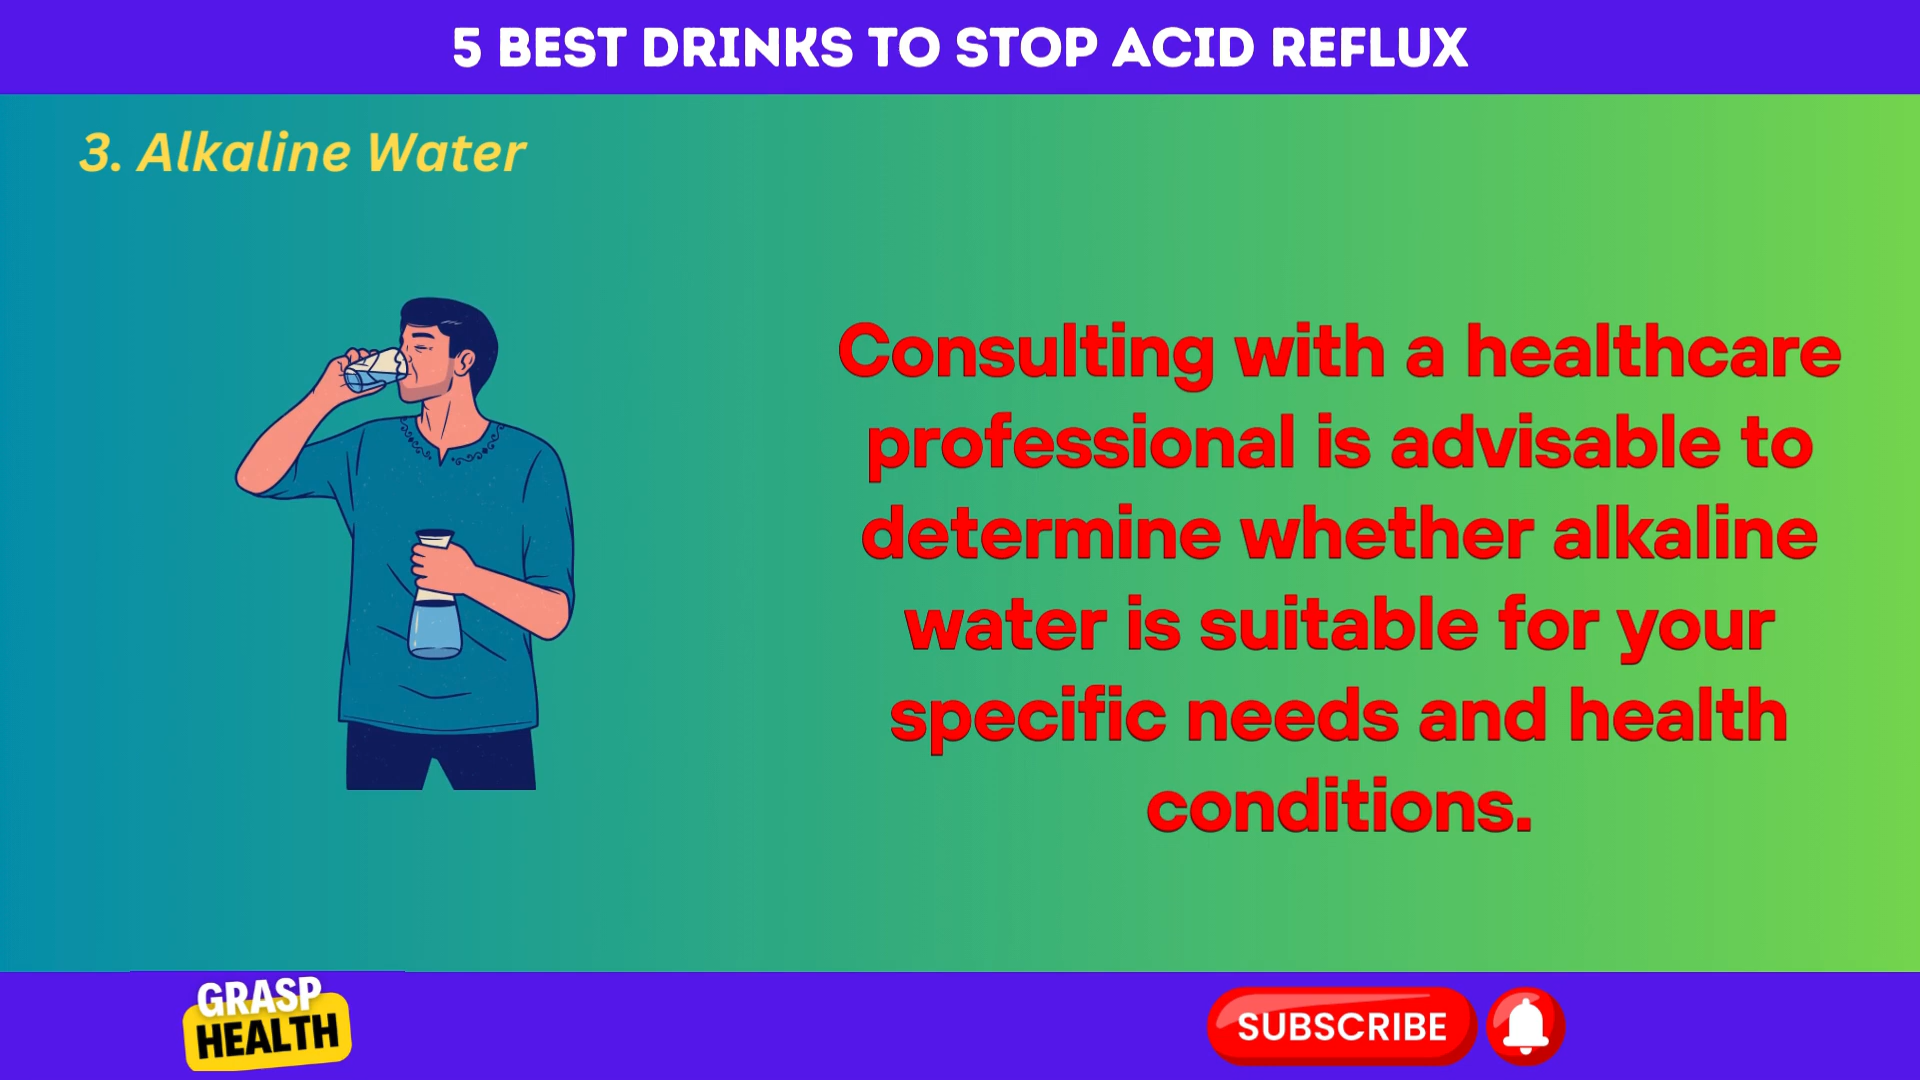 5 BEST DRINKS TO STOP ACID REFLUX
3. Alkaline Water
Consulting with a healthcare
professional is advisable to
determine whether alkaline
water is suitable for your
specific needs and health
conditions.
GRASP
HEALTH
SUBSCRIBE